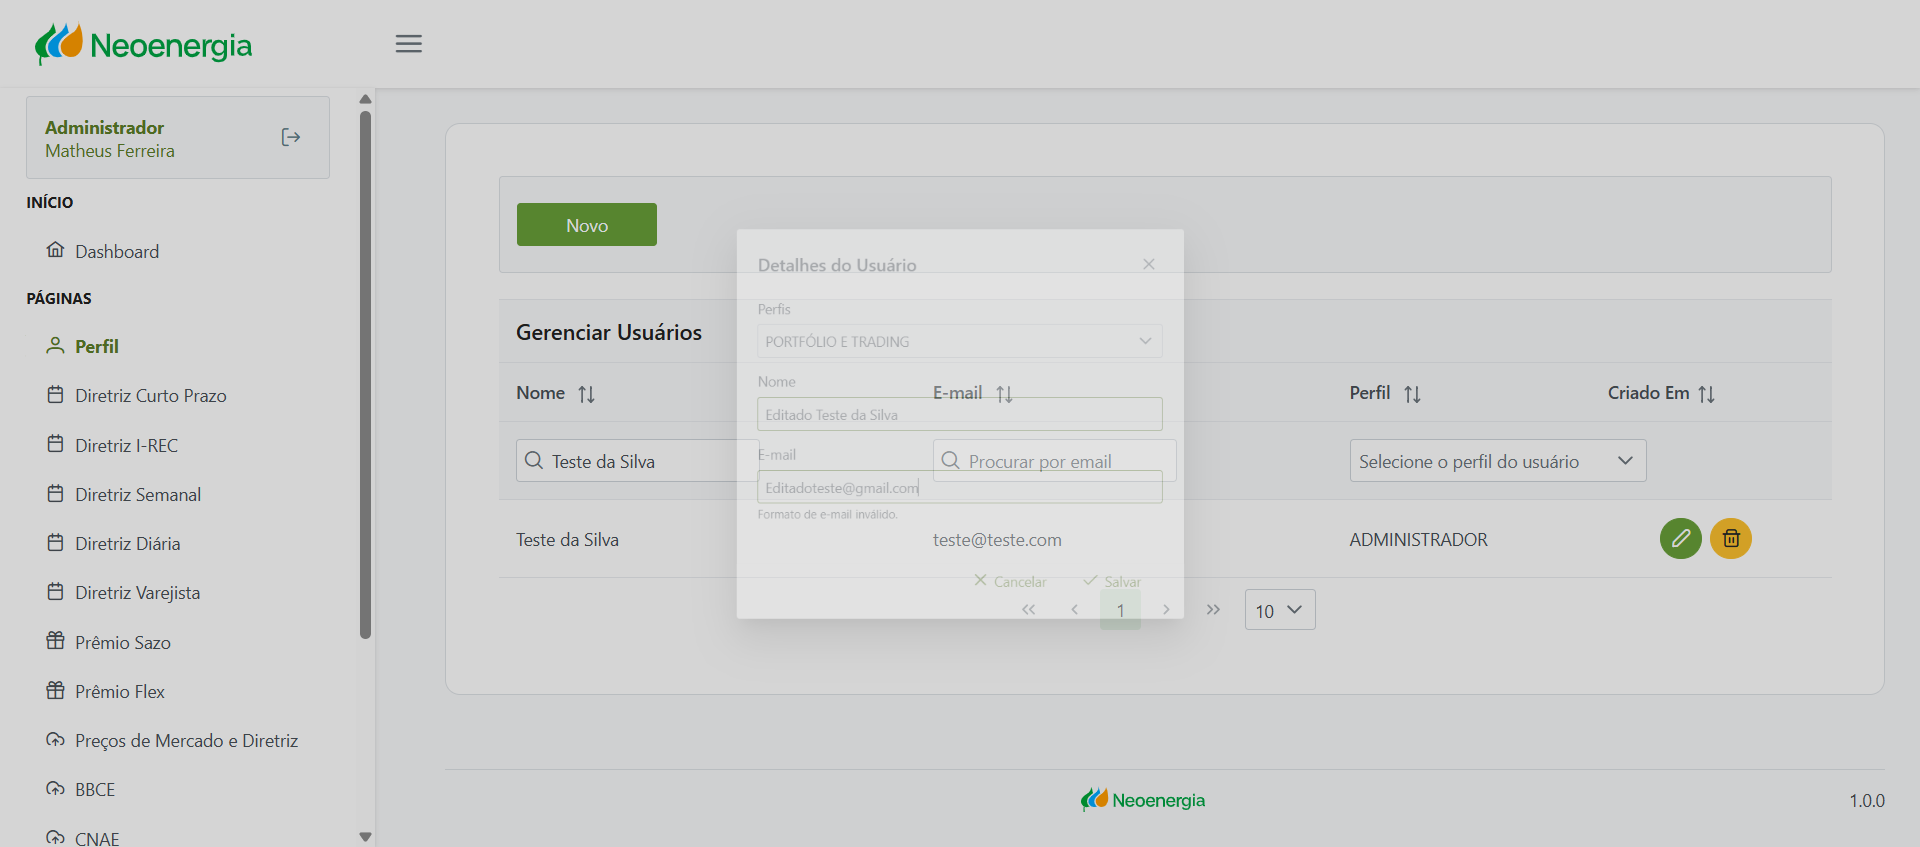 Neoenergia
Administrador
Matheus Ferreira
INÍCIO
Dashboard
PÁGINAS
Perfil
Diretriz Curto Prazo
Diretriz I-REC
Diretriz Semanal
Diretriz Diária
Diretriz Varejista
Prêmio Sazo
Prêmio Flex
Preços de Mercado e Diretriz
BBCE
CNAE
Novo
Gerenciar Usuários
Nome
E-mail
Perfil
Criado Em
Teste da Silva
Procurar por email
Selecione o perfil do usuário
Teste da Silva
teste@teste.com
ADMINISTRADOR
1
10
Detalhes do Usuário
Perfis
PORTFÓLIO E TRADING
Nome
Editado Teste da Silva
E-mail
Editadoteste@gmail.com
Formato de e-mail inválido.
Cancelar
Salvar
Neoenergia
1.0.0